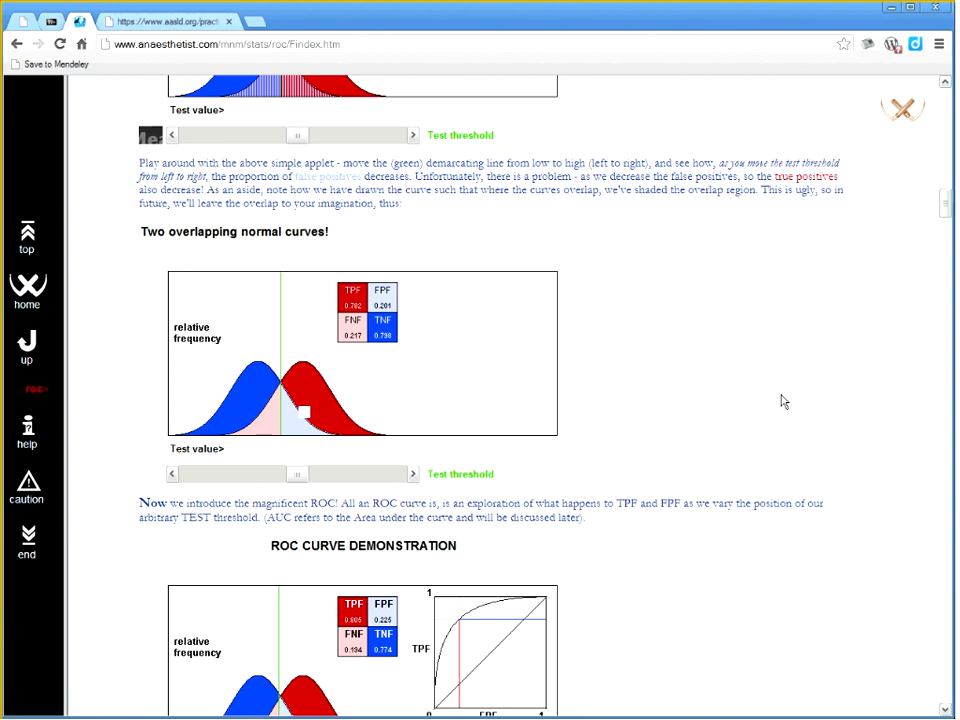 https://www.aasld.org/practi
www.anaesthetist.com/mnm/stats/roc/Findex.htm
Save to Mendeley
Test value>
Test threshold
Play around with the above simple applet - move the (green) demarcating line from low to high (left to right), and see how, as you move the test threshold
from left to right, the proportion of false positives decreases. Unfortunately, there is a problem - as we decrease the false positives, so the true positives
also decrease! As an aside, note how we have drawn the curve such that where the curves overlap, we've shaded the overlap region. This is ugly, so in
future, we'll leave the overlap to your imagination, thus:
top
Two overlapping normal curves!
home
TPF FPF
0.782 0.201
FNF TNF
0.217 0.798
relative
frequency
up
roc>
help
Test value>
Test threshold
caution
Now we introduce the magnificent ROC! All an ROC curve is, is an exploration of what happens to TPF and FPF as we vary the position of our
arbitrary TEST threshold. (AUC refers to the Area under the curve and will be discussed later).
end
ROC CURVE DEMONSTRATION
TPF FPF
0.805 0.225
FNF TNF
0.194 0.774
relative
frequency
1
TPF
0 FPF 1